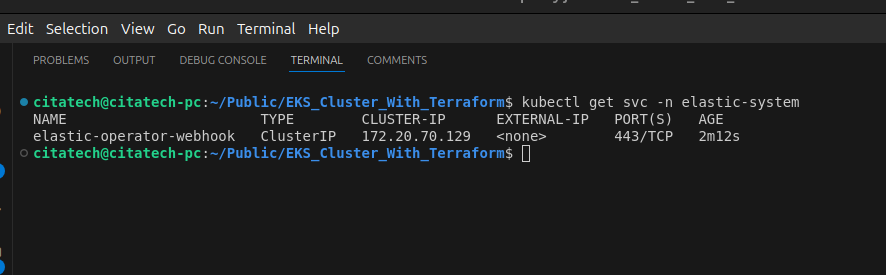 Edit Selection View Go Run Terminal Help
PROBLEMS OUTPUT DEBUG CONSOLE TERMINAL COMMENTS
citatech@citatech-pc:~/Public/EKS_Cluster_With_Terraform$ kubectl get svc -n elastic-system
NAME TYPE CLUSTER-IP EXTERNAL-IP PORT(S) AGE
elastic-operator-webhook ClusterIP 172.20.70.129 <none> 443/TCP 2m12s
citatech@citatech-pc:~/Public/EKS_Cluster_With_Terraform$